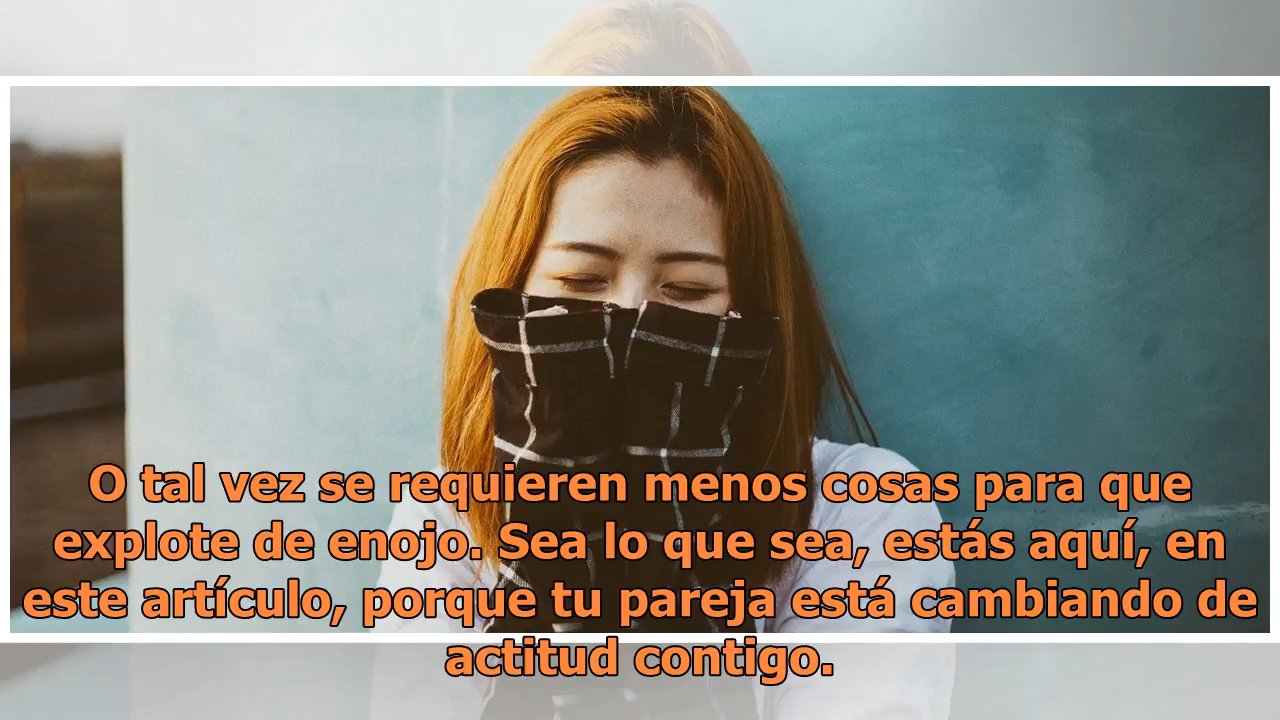 O tal vez se requieren menos cosas para que
explote de enojo. Sea lo que sea, estás aquí, en
este artículo, porque tu pareja está cambiando de
actitud contigo.